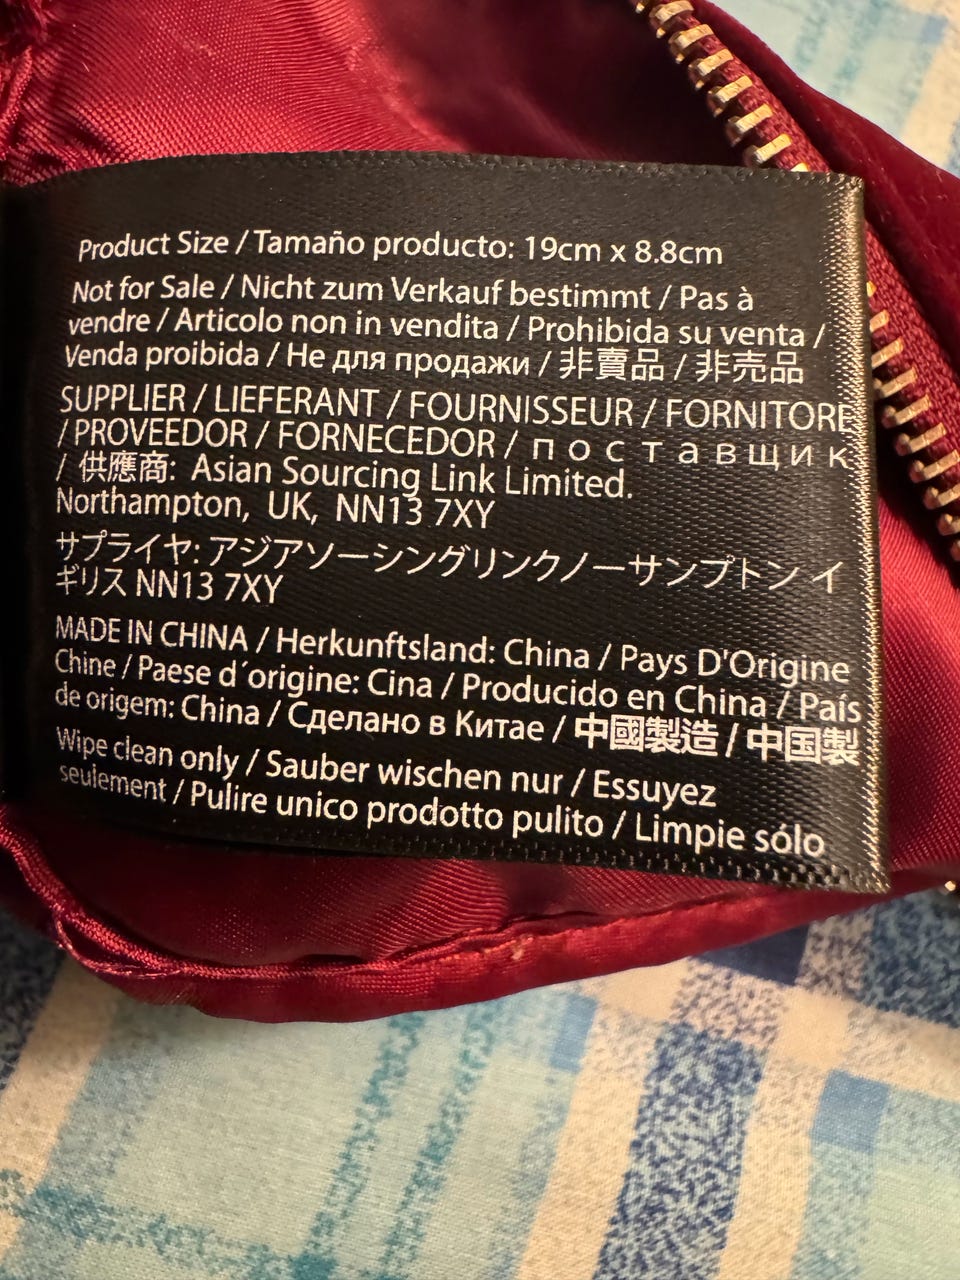 Product Size / Tamaño producto: 19cm x 8.8cm
Not for Sale / Nicht zum Verkauf bestimmt / Pas à
vendre / Articolo non in vendita / Prohibida su venta /
Venda proibida / Не для продажи / 非賣品 / 非売品
SUPPLIER / LIEFERANT / FOURNISSEUR / FORNITORE
/ PROVEEDOR / FORNECEDOR / п о с т а в щ и к
/ 供應商: Asian Sourcing Link Limited.
Northampton, UK, NN13 7XY
サプライヤ: アジアソーシングリンクノーサンプトン イ
ギリス NN13 7XY
MADE IN CHINA / Herkunftsland: China / Pays D'Origine
Chine / Paese d´origine: Cina / Producido en China / País
de origem: China / Сделано в Китае / 中國製造 / 中国製
Wipe clean only / Sauber wischen nur / Essuyez
seulement / Pulire unico prodotto pulito / Limpie sólo